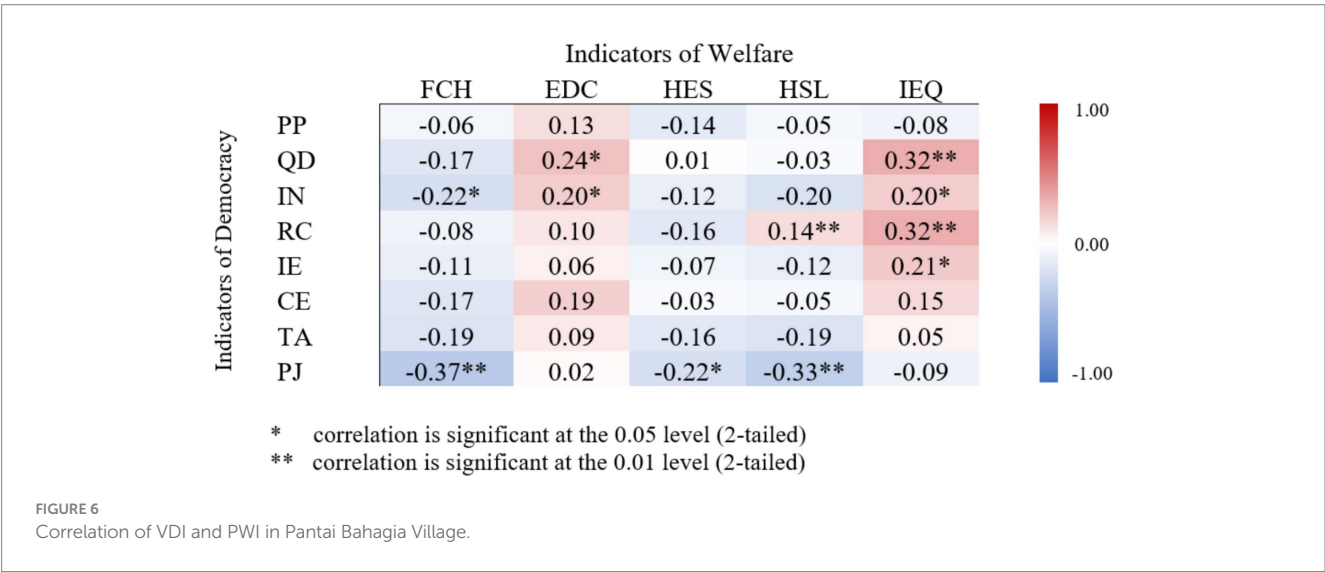 Indicators of Welfare
FCH EDC HES HSL IEQ
Indicators of Democracy
PP -0.06 0.13 -0.14 -0.05 -0.08
QD -0.17 0.24* 0.01 -0.03 0.32**
IN -0.22* 0.20* -0.12 -0.20 0.20*
RC -0.08 0.10 -0.16 0.14** 0.32**
IE -0.11 0.06 -0.07 -0.12 0.21*
CE -0.17 0.19 -0.03 -0.05 0.15
TA -0.19 0.09 -0.16 -0.19 0.05
PJ -0.37** 0.02 -0.22* -0.33** -0.09
1.00
0.00
-1.00
* correlation is significant at the 0.05 level (2-tailed)
** correlation is significant at the 0.01 level (2-tailed)
FIGURE 6
Correlation of VDI and PWI in Pantai Bahagia Village.